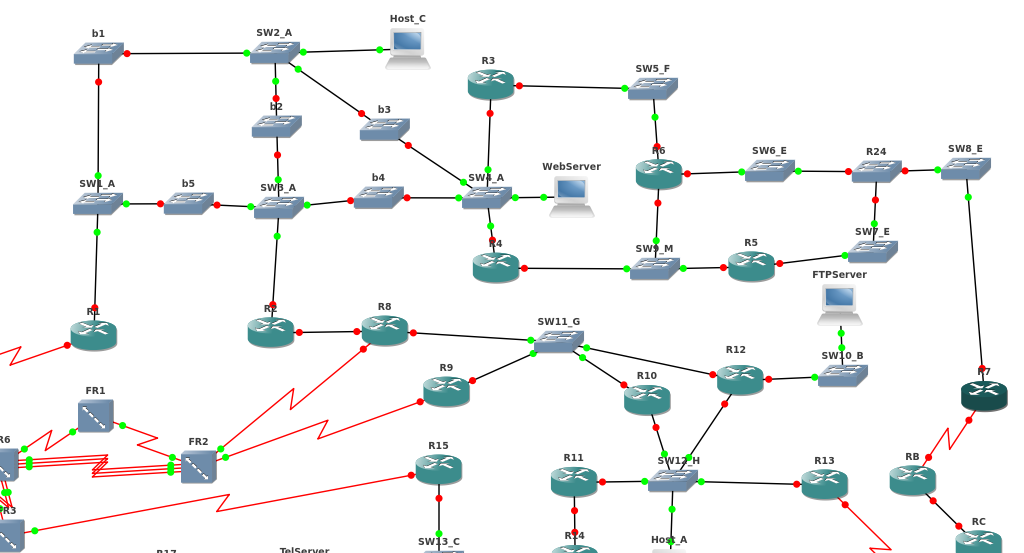 Host_C
b1
SW2_A
R3
SW5_F
b2
b3
R6
SW6_E
R24
SW8_E
WebServer
SW1_A
b5
SW3_A
b4
SW4_A
SW7_E
R4
SW9_M
R5
FTPServer
R1
R2
R8
SW11_G
R12
SW10_B
R9
R10
R7
FR1
R6
FR2
R15
R11
SW12_H
R13
RB
R3
RC
R14
Host_A
SW13_C
R17
TelServer